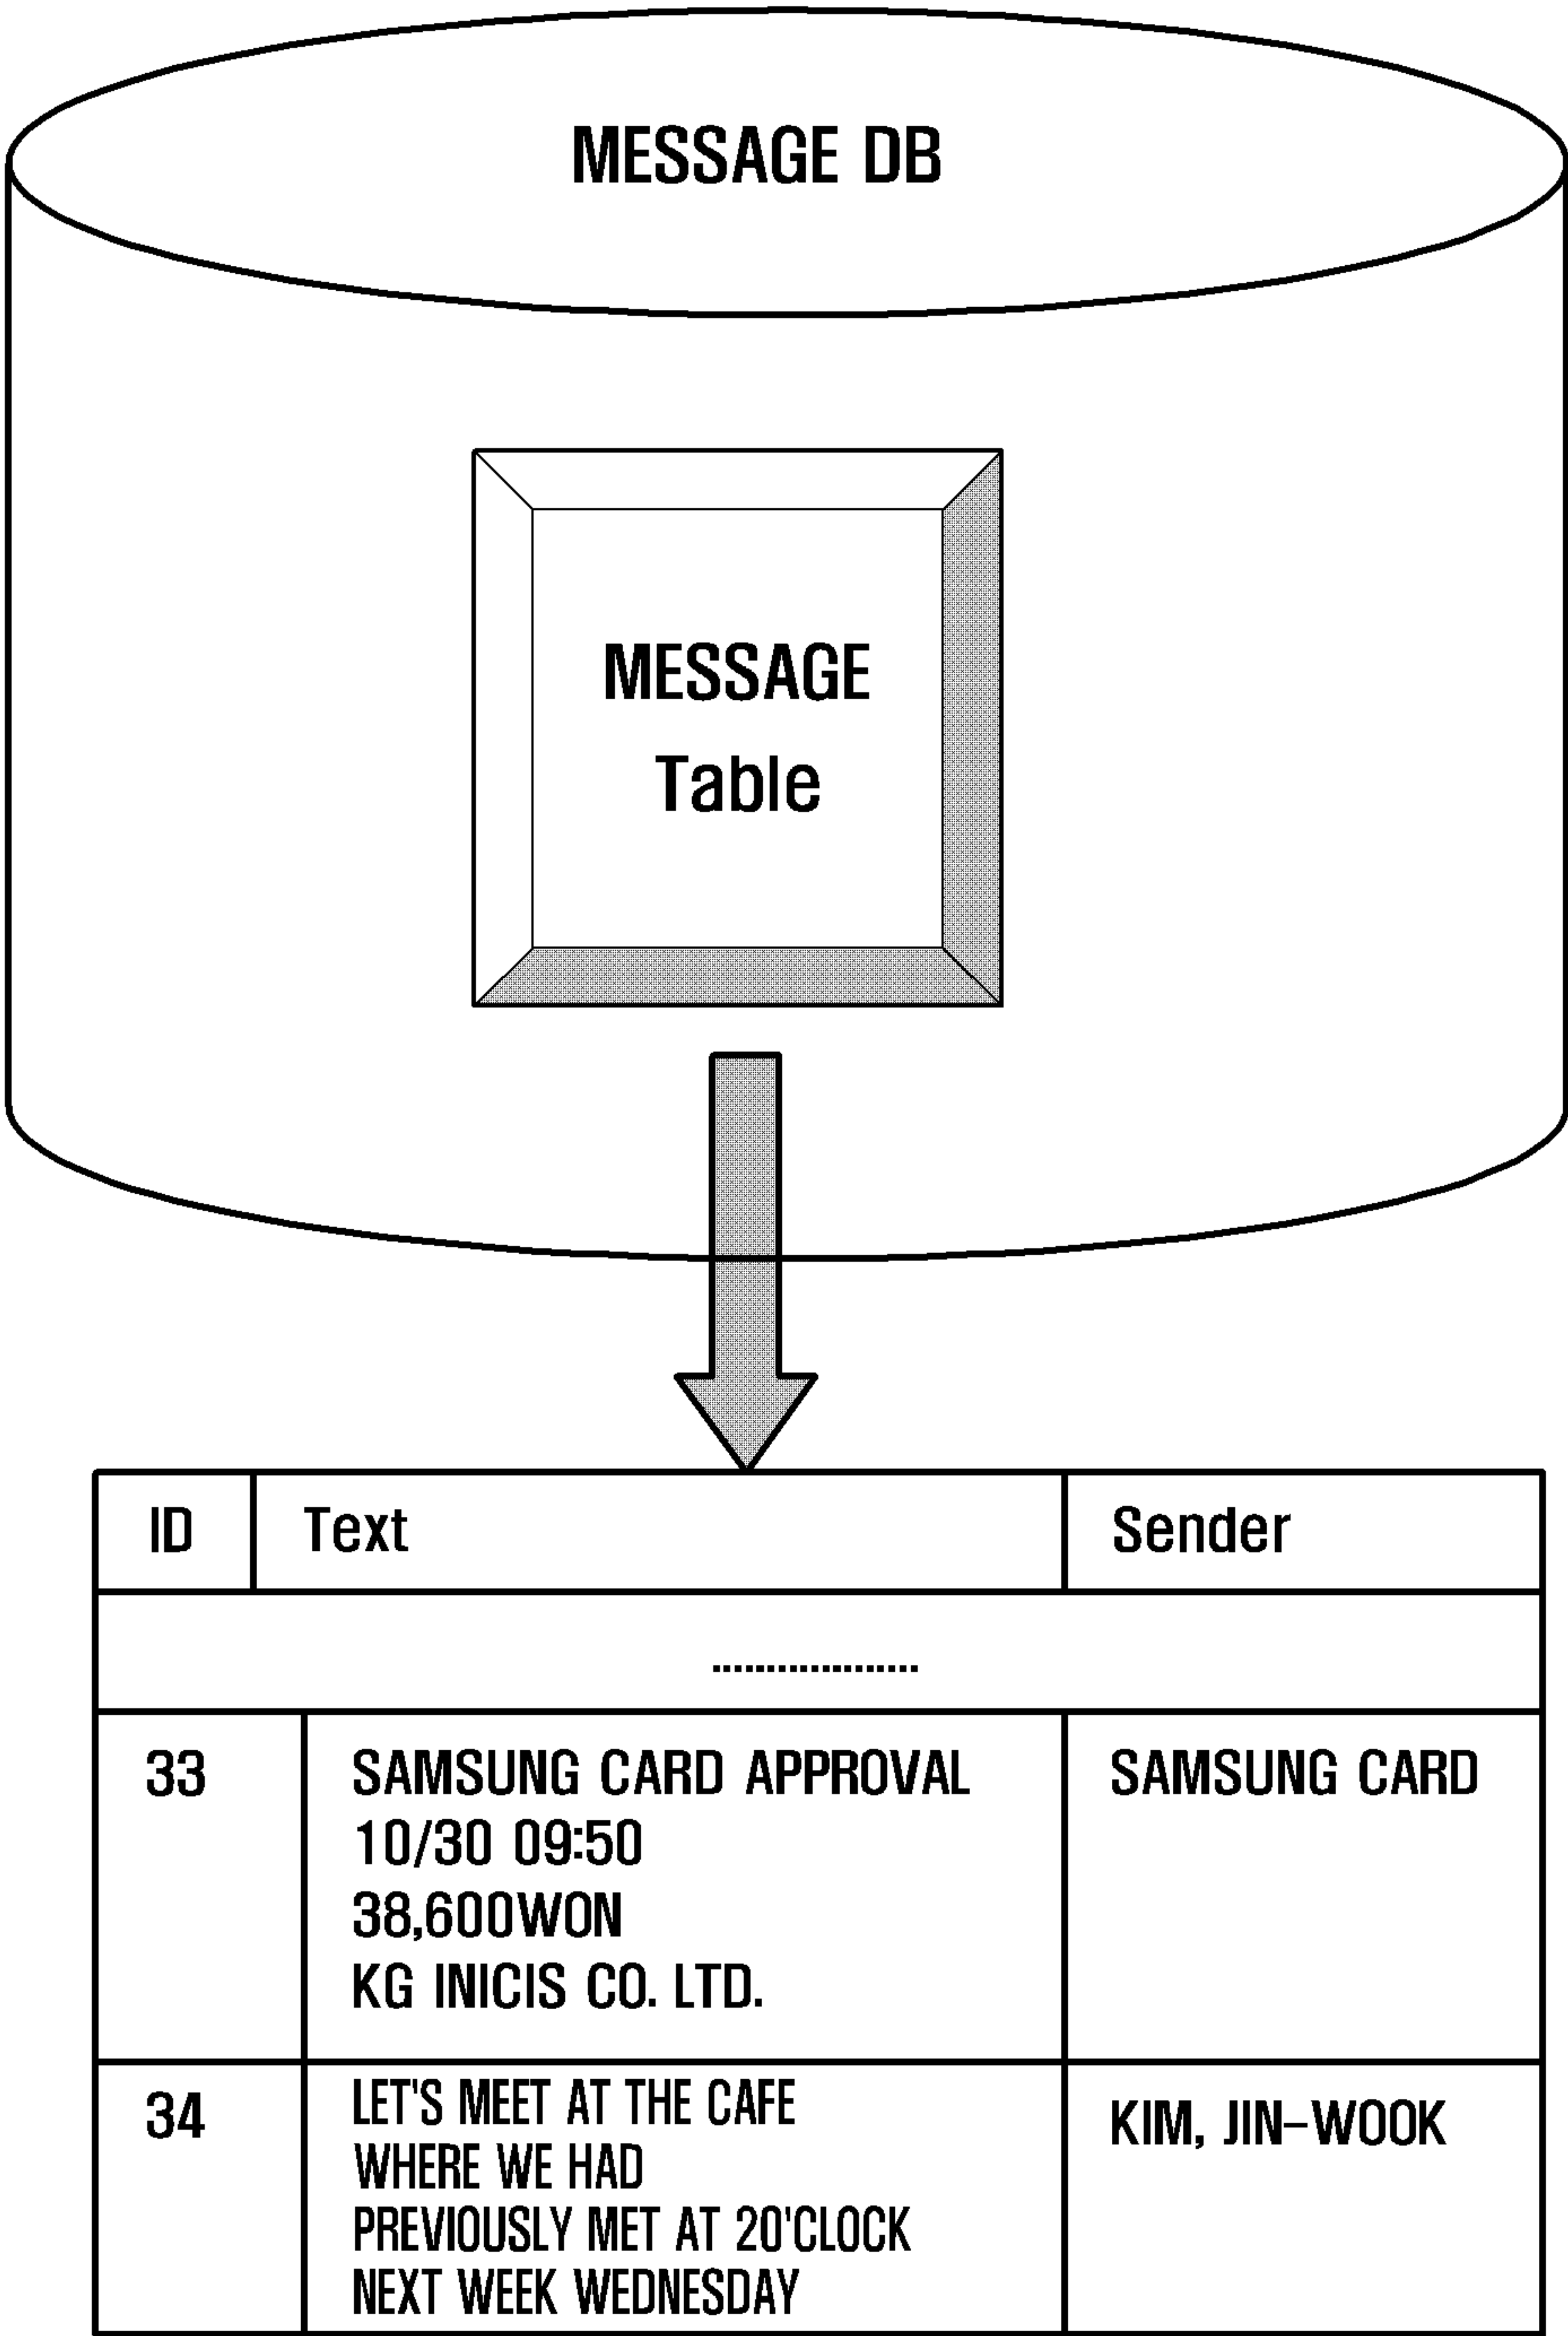 MESSAGE DB
MESSAGE
Table
ID Text Sender
....................
33 SAMSUNG CARD APPROVAL SAMSUNG CARD
10/30 09:50
38,600WON
KG INICIS CO. LTD.
34 LET'S MEET AT THE CAFE KIM, JIN-WOOK
WHERE WE HAD
PREVIOUSLY MET AT 20'CLOCK
NEXT WEEK WEDNESDAY